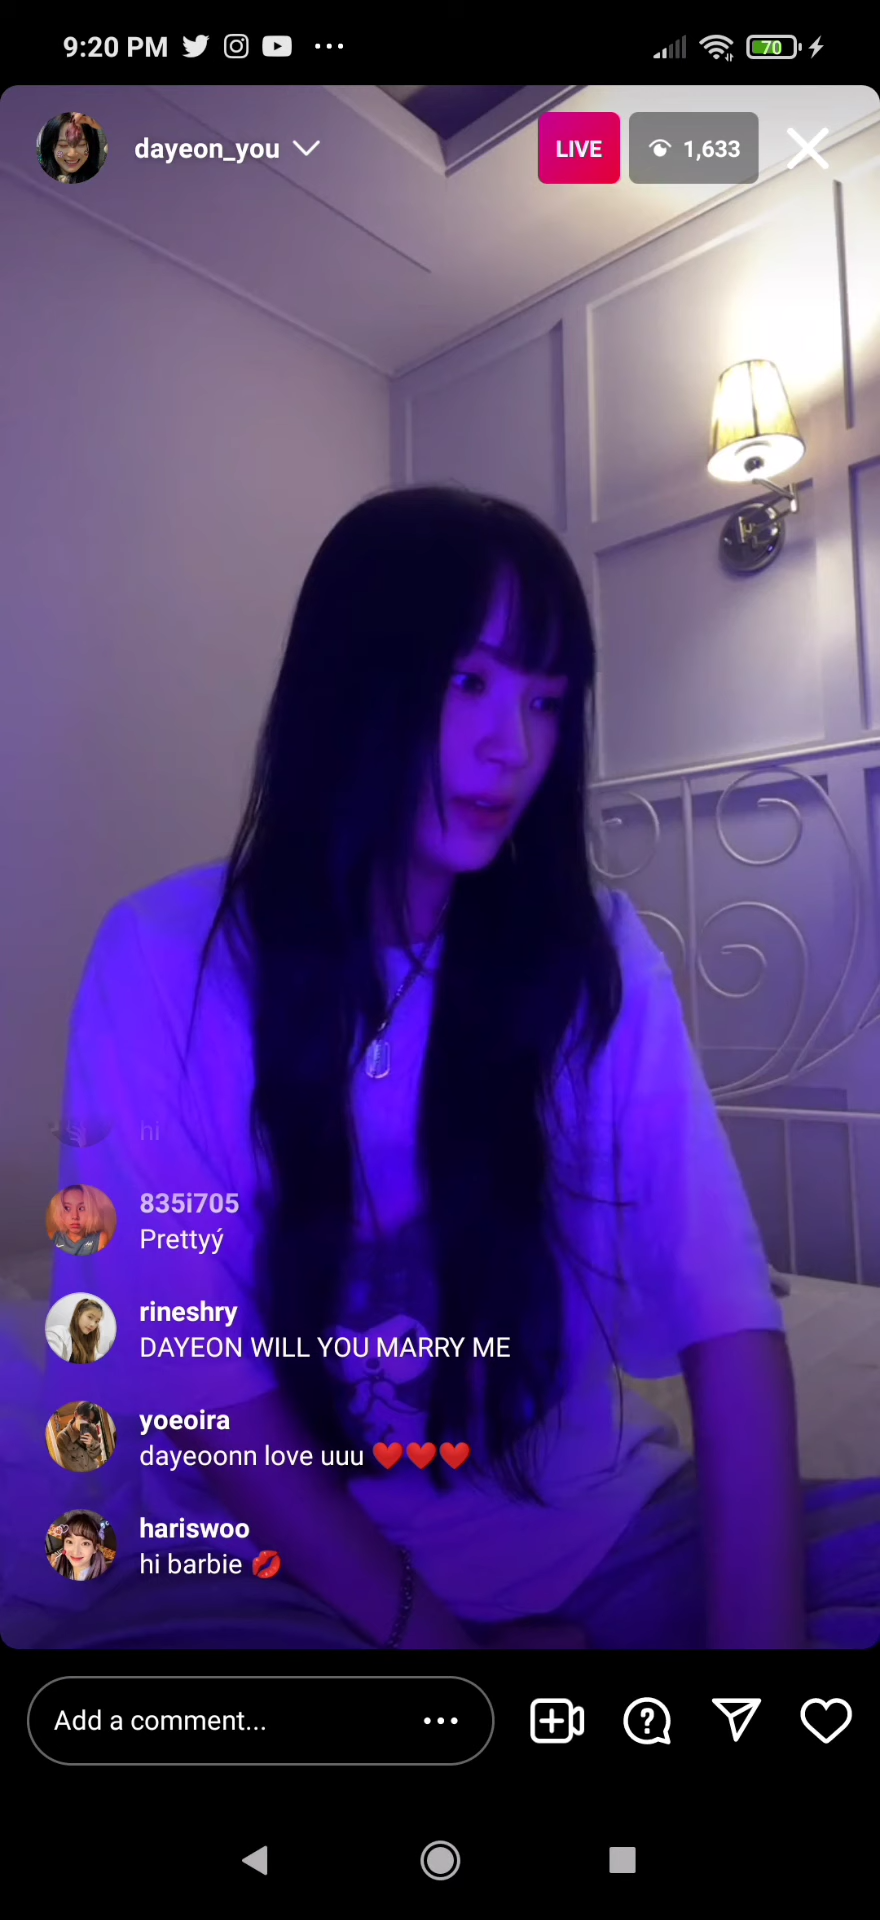 9:20 PM
70
dayeon_you
LIVE
1,633
hi
835i705
Prettyý
rineshry
DAYEON WILL YOU MARRY ME
yoeoira
dayeoonn love uuu ❤️❤️❤️
hariswoo
hi barbie 💋
Add a comment...